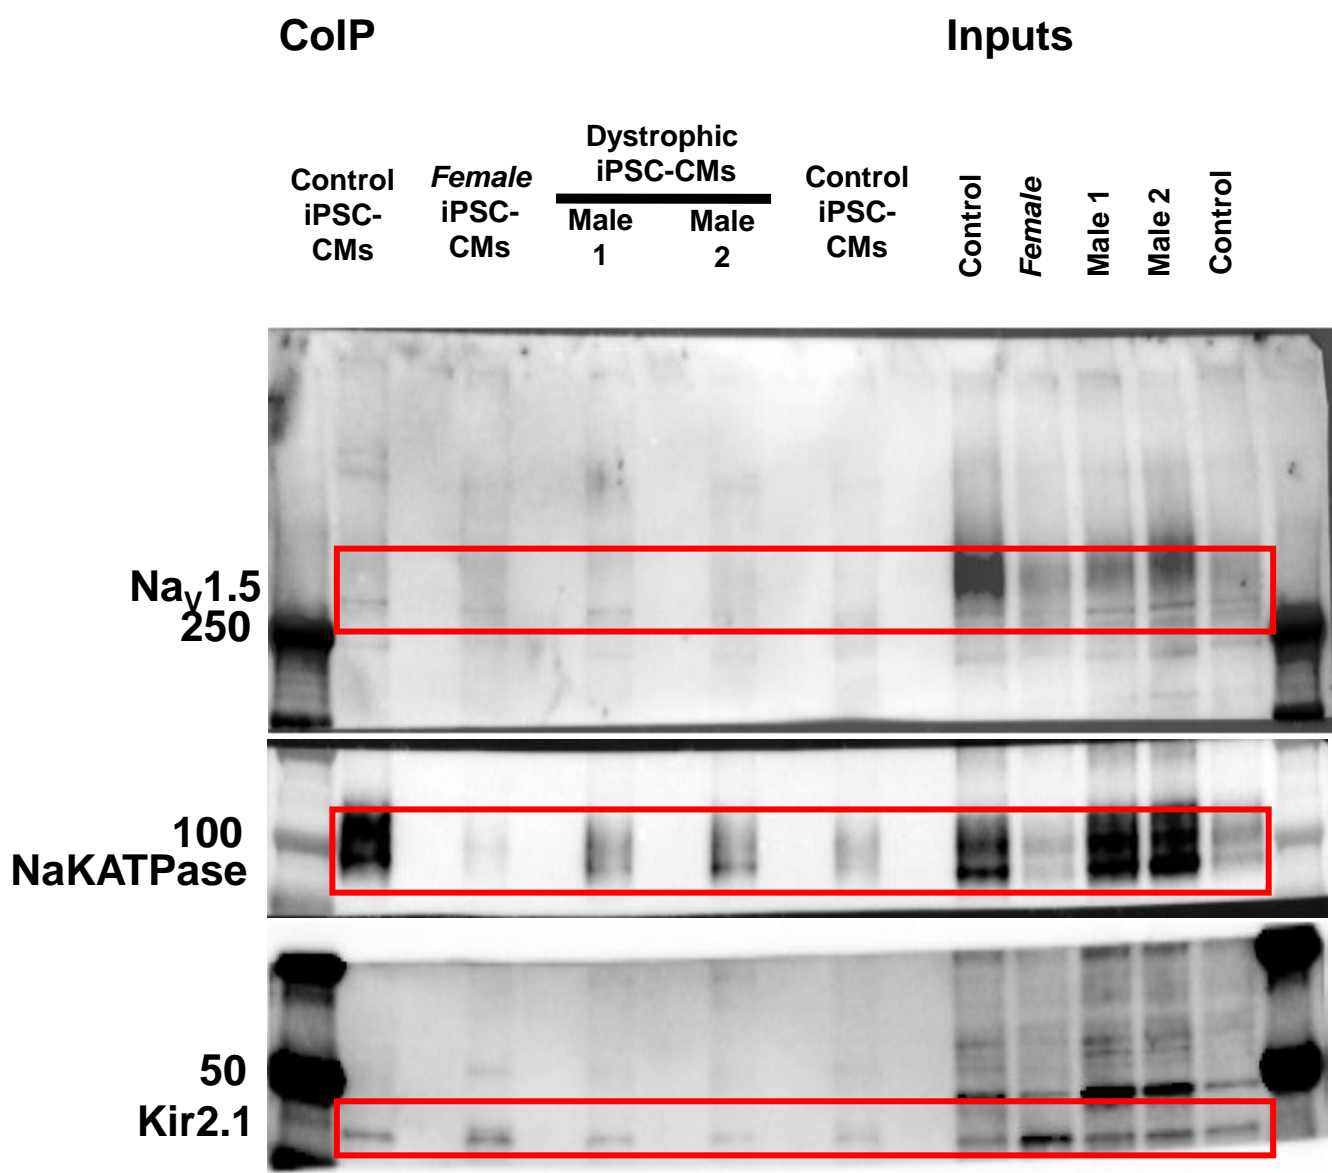 CoIP
Inputs
Control
iPSC-
CMs
Female
iPSC-
CMs
Dystrophic
iPSC-CMs
Male
1
Male
2
Control
iPSC-
CMs
Control
Female
Male 1
Male 2
Control
NaV1.5
250
100
NaKATPase
50
Kir2.1